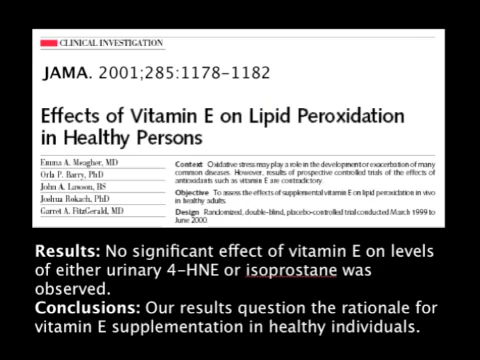 CLINICAL INVESTIGATION
JAMA. 2001;285:1178-1182
Effects of Vitamin E on Lipid Peroxidation
in Healthy Persons
Emma A. Meagher, MD
Orla P. Barry, PhD
John A. Lawson, BS
Joshua Rokach, PhD
Garret A. FitzGerald, MD
Context Oxidative stress may play a role in the development or exacerbation of many
common diseases. However, results of prospective controlled trials of the effects of
antioxidants such as vitamin E are contradictory.
Objective To assess the effects of supplemental vitamin E on lipid peroxidation in vivo
in healthy adults.
Design Randomized, double-blind, placebo-controlled trial conducted March 1999 to
June 2000.
Results: No significant effect of vitamin E on levels
of either urinary 4-HNE or isoprostane was
observed.
Conclusions: Our results question the rationale for
vitamin E supplementation in healthy individuals.